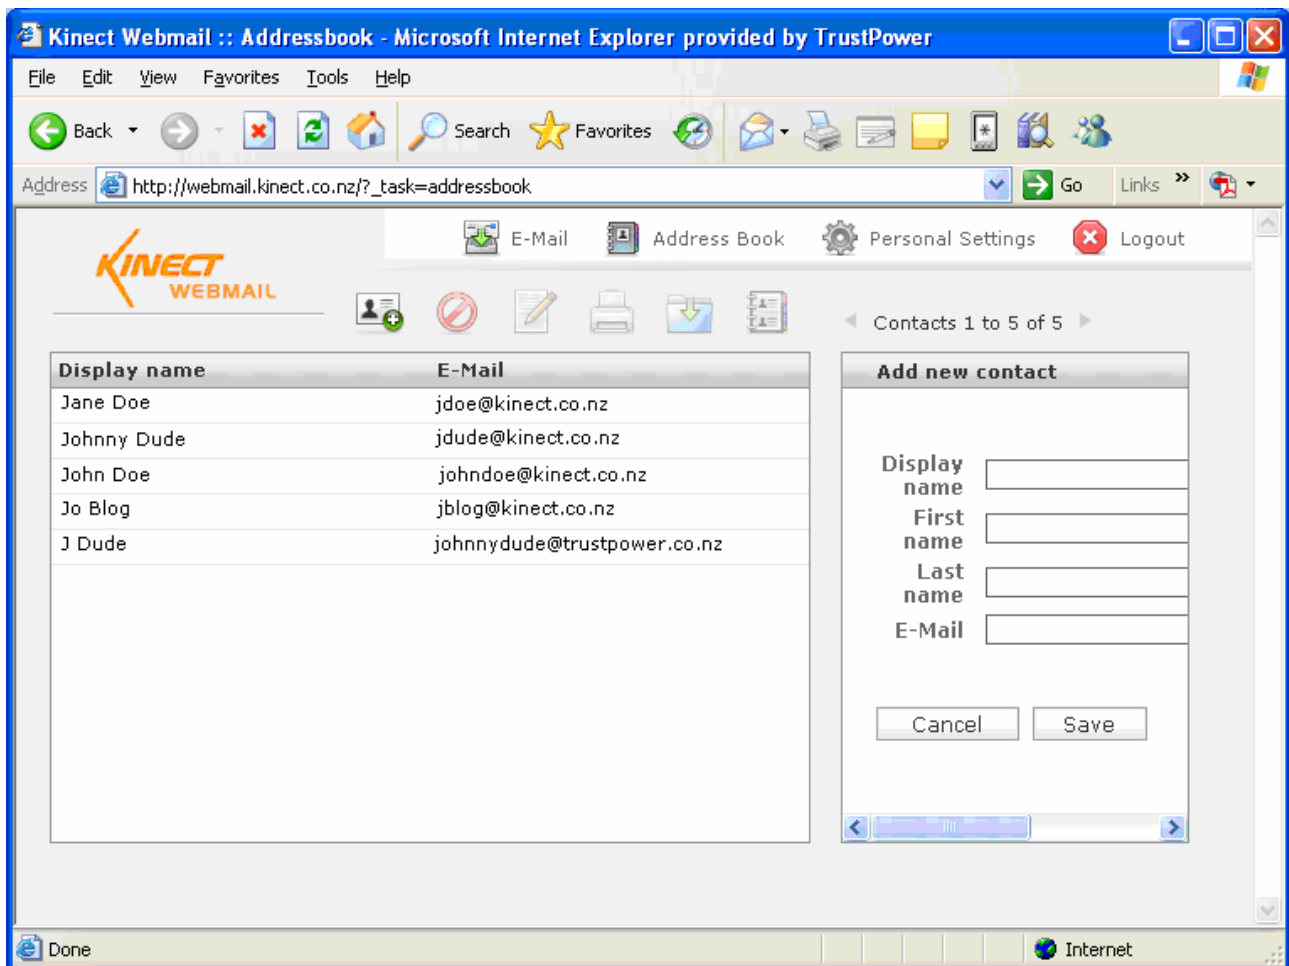 Kinect Webmail :: Addressbook - Microsoft Internet Explorer provided by TrustPower
File Edit View Favorites Tools Help
Back Search Favorites
Address http://webmail.kinect.co.nz/?_task=addressbook Go Links »
E-Mail Address Book Personal Settings Logout
KINECT
WEBMAIL
Contacts 1 to 5 of 5
Display name E-Mail
Jane Doe jdoe@kinect.co.nz
Johnny Dude jdude@kinect.co.nz
John Doe johndoe@kinect.co.nz
Jo Blog jblog@kinect.co.nz
J Dude johnnydude@trustpower.co.nz
Add new contact
Display
name
First
name
Last
name
E-Mail
Cancel Save
Done Internet